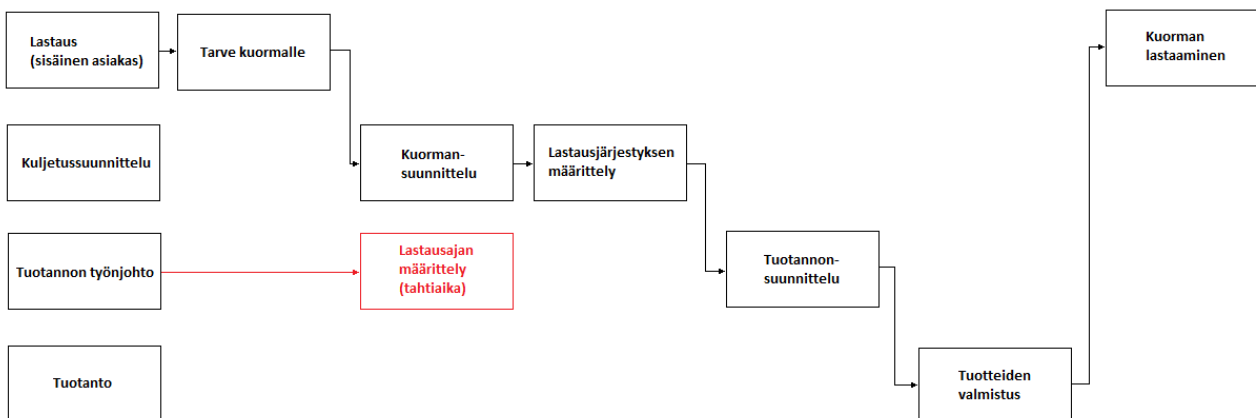 Lastaus
(sisäinen asiakas)
Tarve kuormalle
Kuorman
lastaaminen
Kuljetussuunnittelu
Kuorman-
suunnittelu
Lastausjärjestyksen
määrittely
Tuotannon työnjohto
Lastausajan
määrittely
(tahtiaika)
Tuotannon-
suunnittelu
Tuotanto
Tuotteiden
valmistus